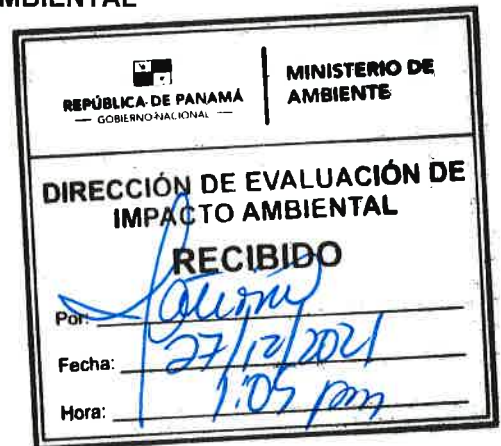 AMBIENTAL
REPÚBLICA DE PANAMÁ
— GOBIERNO NACIONAL —
MINISTERIO DE
AMBIENTE
DIRECCIÓN DE EVALUACIÓN DE
IMPACTO AMBIENTAL
RECIBIDO
Por:
Fecha: 27/12/2021
Hora: 1:05 pm